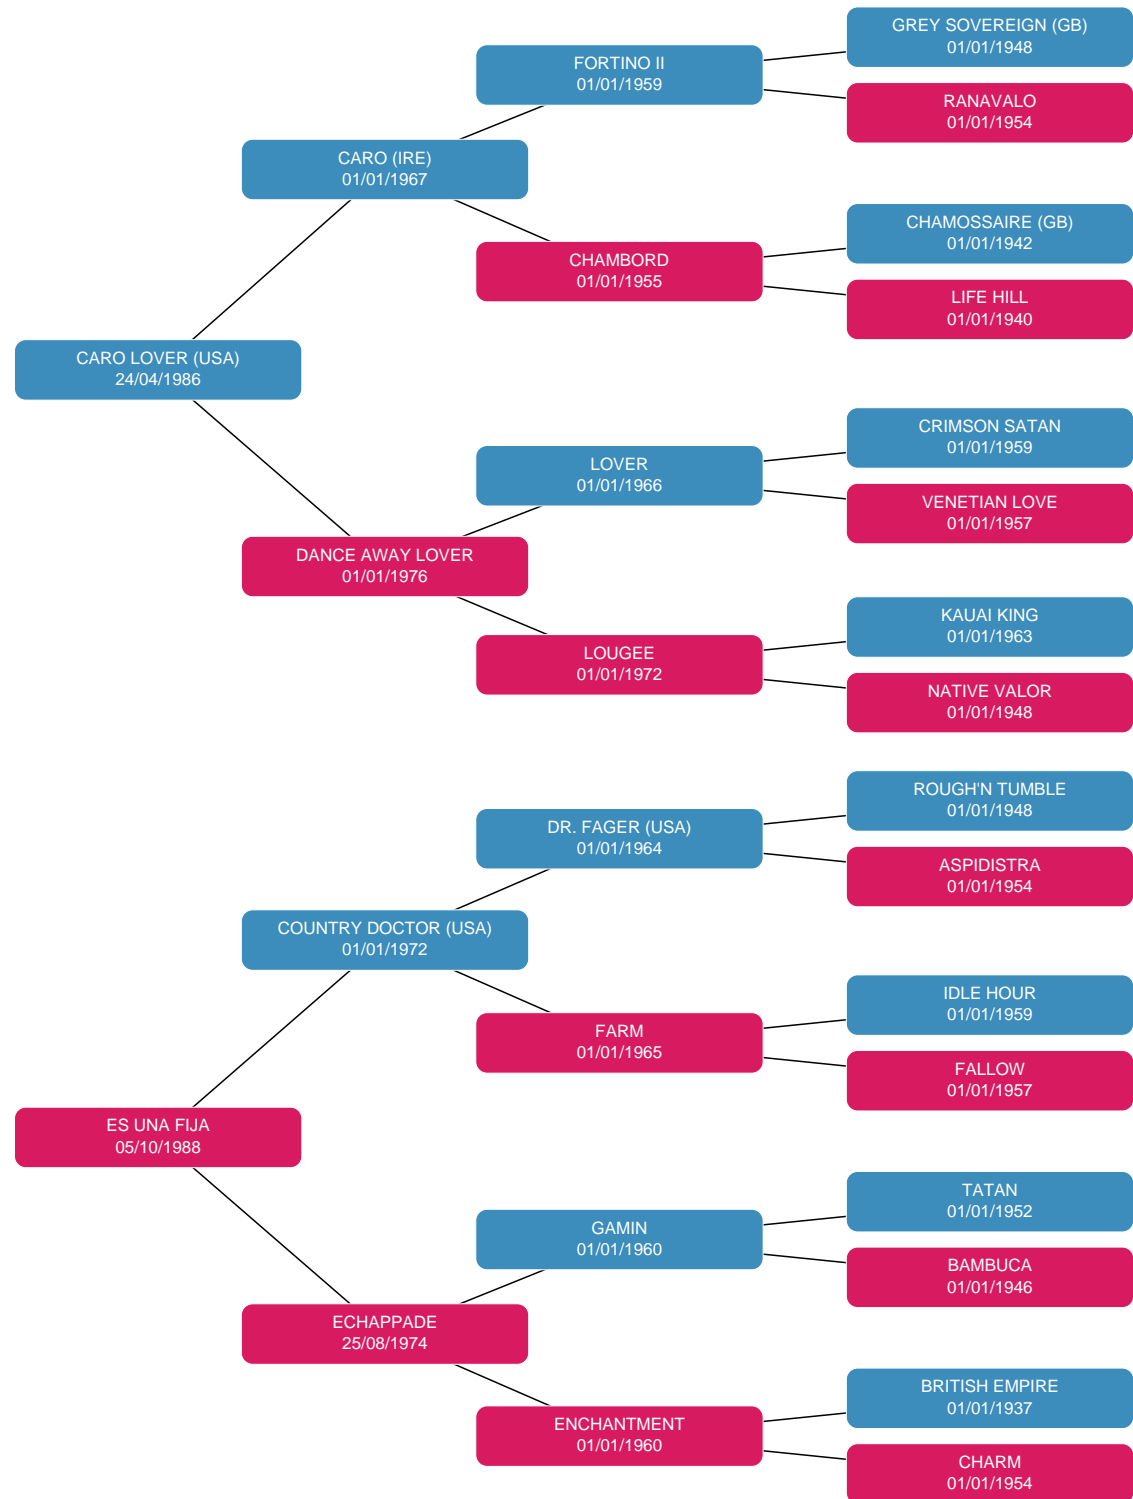 GREY SOVEREIGN (GB)
01/01/1948
FORTINO II
01/01/1959
RANAVALO
01/01/1954
CARO (IRE)
01/01/1967
CHAMOSSAIRE (GB)
01/01/1942
CHAMBORD
01/01/1955
LIFE HILL
01/01/1940
CARO LOVER (USA)
24/04/1986
CRIMSON SATAN
01/01/1959
LOVER
01/01/1966
VENETIAN LOVE
01/01/1957
DANCE AWAY LOVER
01/01/1976
KAUAI KING
01/01/1963
LOUGEE
01/01/1972
NATIVE VALOR
01/01/1948
ROUGH'N TUMBLE
01/01/1948
DR. FAGER (USA)
01/01/1964
ASPIDISTRA
01/01/1954
COUNTRY DOCTOR (USA)
01/01/1972
IDLE HOUR
01/01/1959
FARM
01/01/1965
FALLOW
01/01/1957
ES UNA FIJA
05/10/1988
TATAN
01/01/1952
GAMIN
01/01/1960
BAMBUCA
01/01/1946
ECHAPPADE
25/08/1974
BRITISH EMPIRE
01/01/1937
ENCHANTMENT
01/01/1960
CHARM
01/01/1954